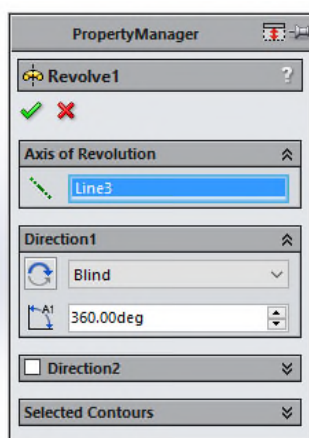 PropertyManager
Revolve1 ?
Axis of Revolution
Line3
Direction1
Blind
A1 360.00deg
Direction2
Selected Contours